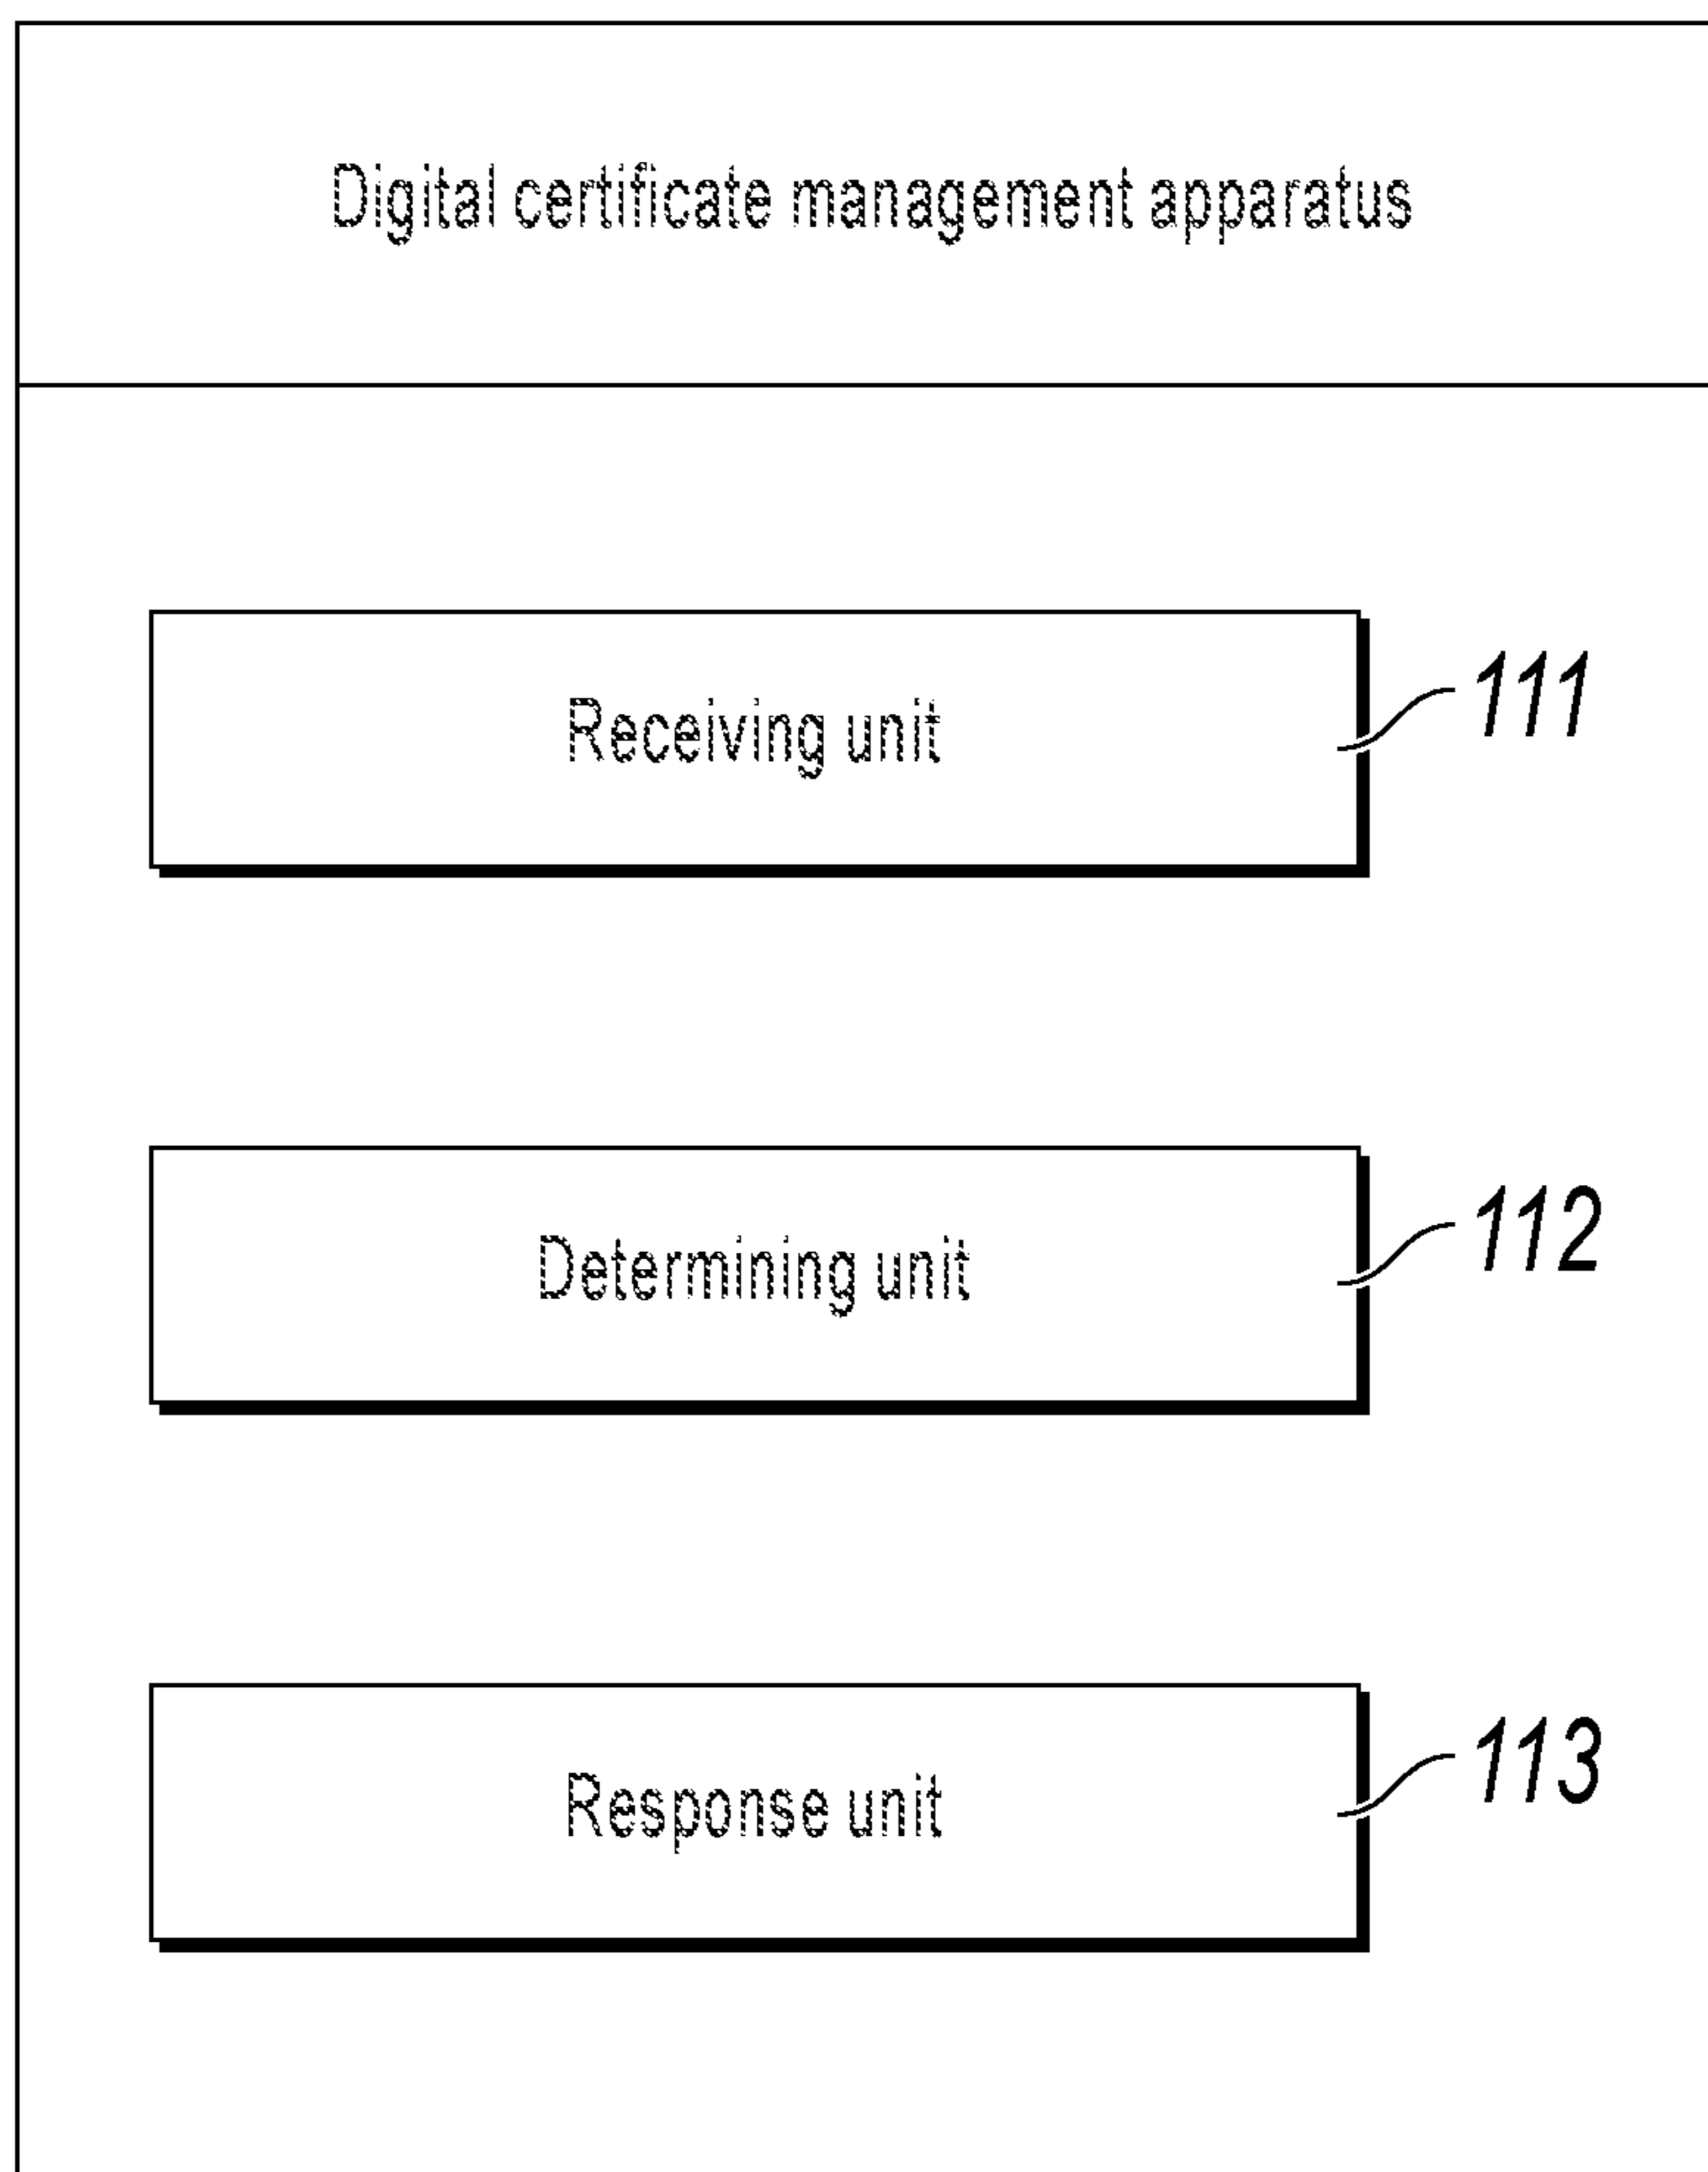 Digital certificate management apparatus
Receiving unit
111
Determining unit
112
Response unit
113